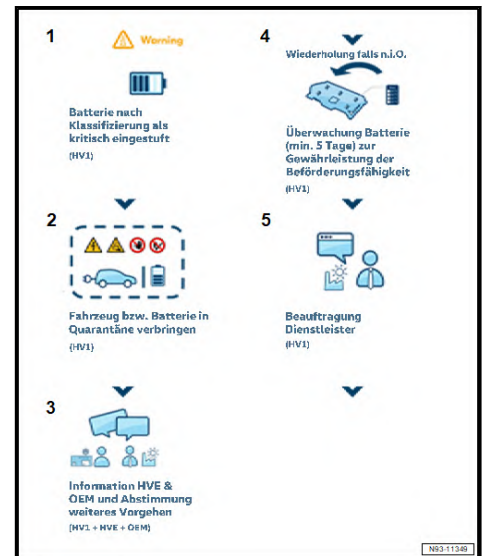 1
Warning
Batterie nach
Klassifizierung als
kritisch eingestuft
(HV1)
2
Fahrzeug bzw. Batterie in
Quarantäne verbringen
(HV1)
3
Information HVE &
OEM und Abstimmung
weiteres Vorgehen
(HV1 + HVE + OEM)
4
Wiederholung falls n.i.O.
Überwachung Batterie
(min. 5 Tage) zur
Gewährleistung der
Beförderungsfähigkeit
(HV1)
5
Beauftragung
Dienstleister
(HV1)
N93-11349